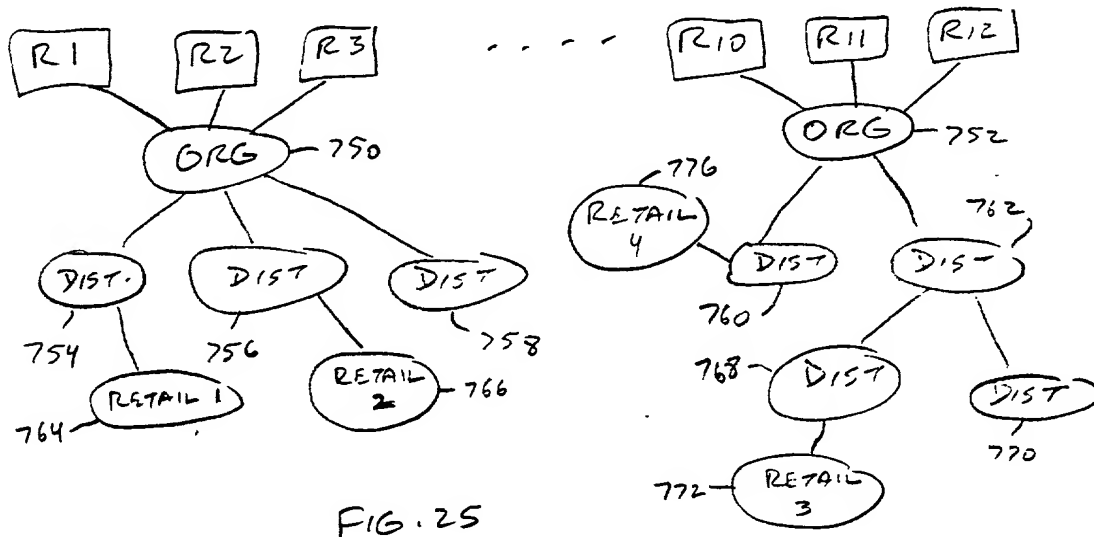 R1 R2 R3 . . . . R10 R11 R12
ORG 750
ORG 752
776
RETAIL
4
762
DIST. DIST DIST
DIST DIST
754 756 758
760
RETAIL 1
764
RETAIL
2
766
768 DIST
DIST
770
772 RETAIL
3
FIG. 25